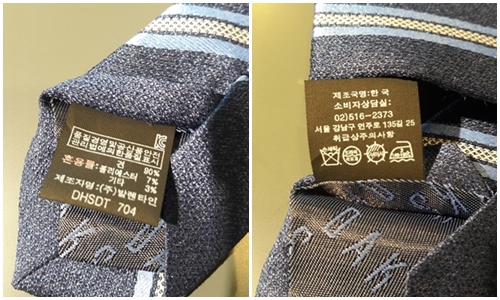 품질경영및공산품안전
관리법에의한품질표시
혼용률: 견 90%
폴리에스터 7%
기타 3%
제조자명:(주)발렌타인
DHSDT 704
제조국명:한국
소비자상담실:
02)516-2373
서울 강남구 언주로 135길 25
취급상주의사항
DAK